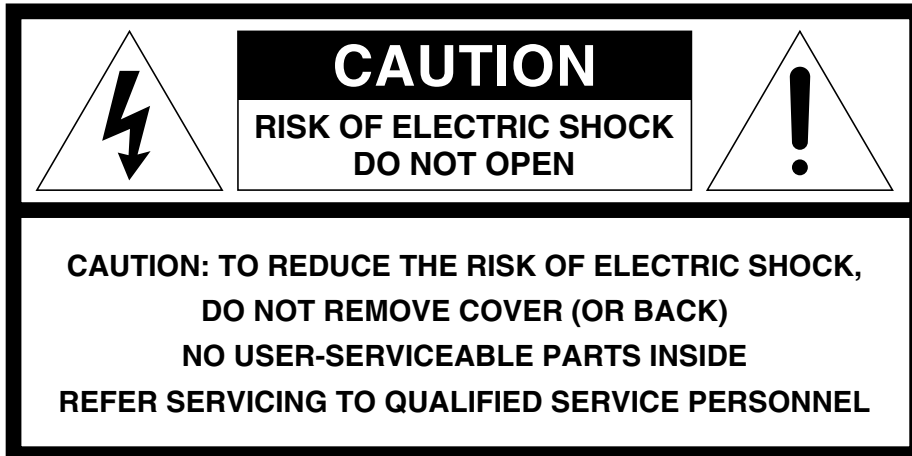 CAUTION
RISK OF ELECTRIC SHOCK
DO NOT OPEN
CAUTION: TO REDUCE THE RISK OF ELECTRIC SHOCK,
DO NOT REMOVE COVER (OR BACK)
NO USER-SERVICEABLE PARTS INSIDE
REFER SERVICING TO QUALIFIED SERVICE PERSONNEL